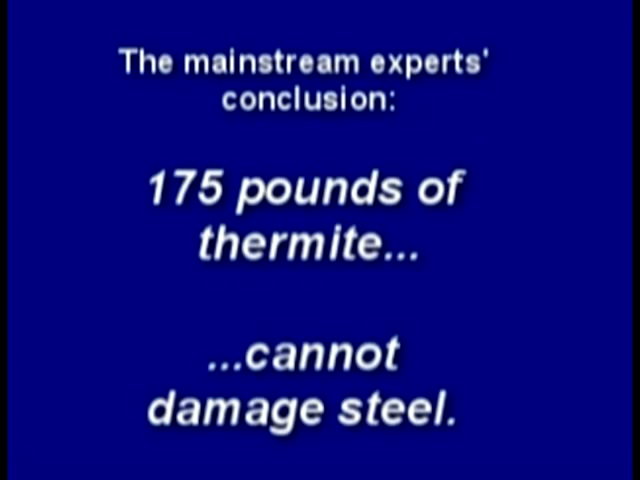 The mainstream experts'
conclusion:
175 pounds of
thermite...
...cannot
damage steel.